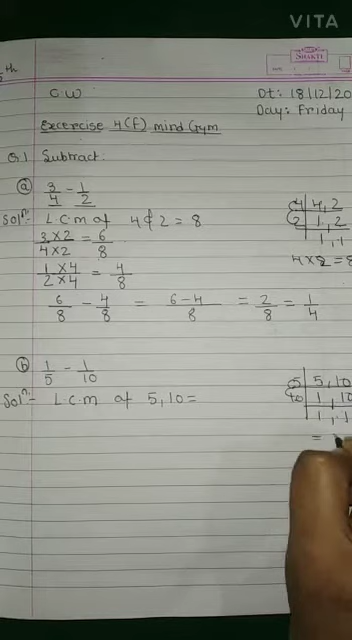 VITA
SHAKTI
5th
C W
Dt: 18/12/20
Day: Friday
Excercise 4(f) mind Gym
Q.1 Subtract.
(a) 3/4 - 1/2
Solⁿ:- L.C.m of 4 & 2 = 8
4 | 4, 2
2 | 1, 2
1, 1
4 × 2 = 8
3 × 2 / 4 × 2 = 6/8
1 × 4 / 2 × 4 = 4/8
6/8 - 4/8 = 6-4/8 = 2/8 = 1/4
(b) 1/5 - 1/10
Solⁿ:- L.C.m of 5, 10 =
5 | 5, 10
10 | 1, 10
1, 1
=